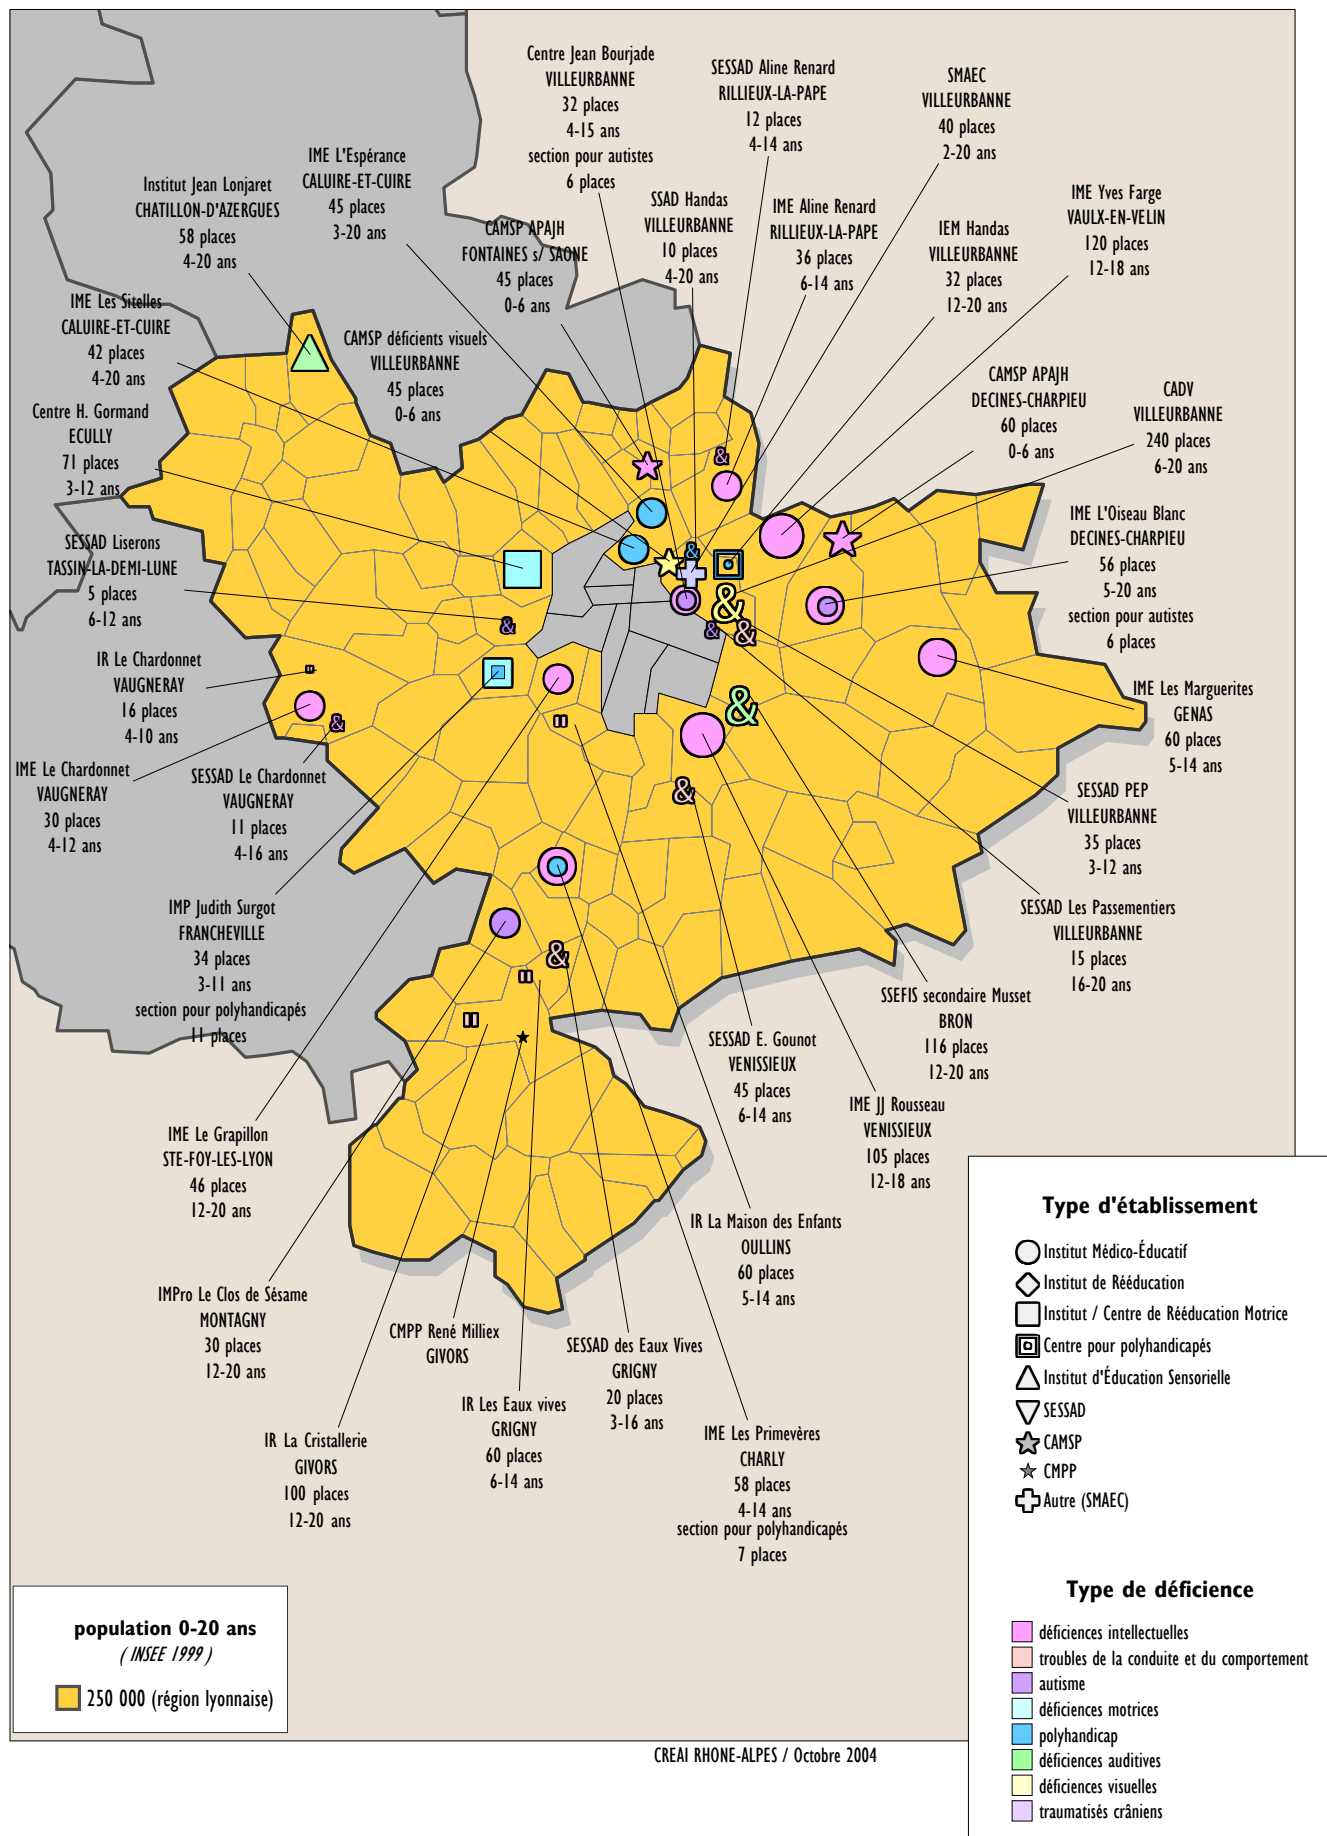 Centre Jean Bourjade
VILLEURBANNE
32 places
4-15 ans
section pour autistes
6 places
SESSAD Aline Renard
RILLIEUX-LA-PAPE
12 places
4-14 ans
SMAEC
VILLEURBANNE
40 places
2-20 ans
IME L'Espérance
CALUIRE-ET-CUIRE
45 places
3-20 ans
Institut Jean Lonjaret
CHATILLON-D'AZERGUES
58 places
4-20 ans
CAMSP APAJH
FONTAINES s/ SAONE
45 places
0-6 ans
SSAD Handas
VILLEURBANNE
10 places
4-20 ans
IME Aline Renard
RILLIEUX-LA-PAPE
36 places
6-14 ans
IEM Handas
VILLEURBANNE
32 places
12-20 ans
IME Yves Farge
VAULX-EN-VELIN
120 places
12-18 ans
IME Les Sitelles
CALUIRE-ET-CUIRE
42 places
4-20 ans
CAMSP déficients visuels
VILLEURBANNE
45 places
0-6 ans
CAMSP APAJH
DECINES-CHARPIEU
60 places
0-6 ans
CADV
VILLEURBANNE
240 places
6-20 ans
Centre H. Gormand
ECULLY
71 places
3-12 ans
IME L'Oiseau Blanc
DECINES-CHARPIEU
56 places
5-20 ans
section pour autistes
6 places
SESSAD Liserons
TASSIN-LA-DEMI-LUNE
5 places
6-12 ans
IR Le Chardonnet
VAUGNERAY
16 places
4-10 ans
IME Les Marguerites
GENAS
60 places
5-14 ans
IME Le Chardonnet
VAUGNERAY
30 places
4-12 ans
SESSAD Le Chardonnet
VAUGNERAY
11 places
4-16 ans
SESSAD PEP
VILLEURBANNE
35 places
3-12 ans
IMP Judith Surgot
FRANCHEVILLE
34 places
3-11 ans
section pour polyhandicapés
11 places
SESSAD Les Passementiers
VILLEURBANNE
15 places
16-20 ans
SSEFIS secondaire Musset
BRON
116 places
12-20 ans
SESSAD E. Gounot
VENISSIEUX
45 places
6-14 ans
IME JJ Rousseau
VENISSIEUX
105 places
12-18 ans
IME Le Grapillon
STE-FOY-LES-LYON
46 places
12-20 ans
IR La Maison des Enfants
OULLINS
60 places
5-14 ans
IMPro Le Clos de Sésame
MONTAGNY
30 places
12-20 ans
CMPP René Milliex
GIVORS
SESSAD des Eaux Vives
GRIGNY
20 places
3-16 ans
IR Les Eaux vives
GRIGNY
60 places
6-14 ans
IME Les Primevères
CHARLY
58 places
4-14 ans
section pour polyhandicapés
7 places
IR La Cristallerie
GIVORS
100 places
12-20 ans
&
&
&
&
&
&
&
&
&
&
Type d'établissement
Institut Médico-Éducatif
Institut de Rééducation
Institut / Centre de Rééducation Motrice
Centre pour polyhandicapés
Institut d'Éducation Sensorielle
SESSAD
CAMSP
CMPP
Autre (SMAEC)
Type de déficience
déficiences intellectuelles
troubles de la conduite et du comportement
autisme
déficiences motrices
polyhandicap
déficiences auditives
déficiences visuelles
traumatisés crâniens
population 0-20 ans
( INSEE 1999 )
250 000 (région lyonnaise)
CREAI RHONE-ALPES / Octobre 2004